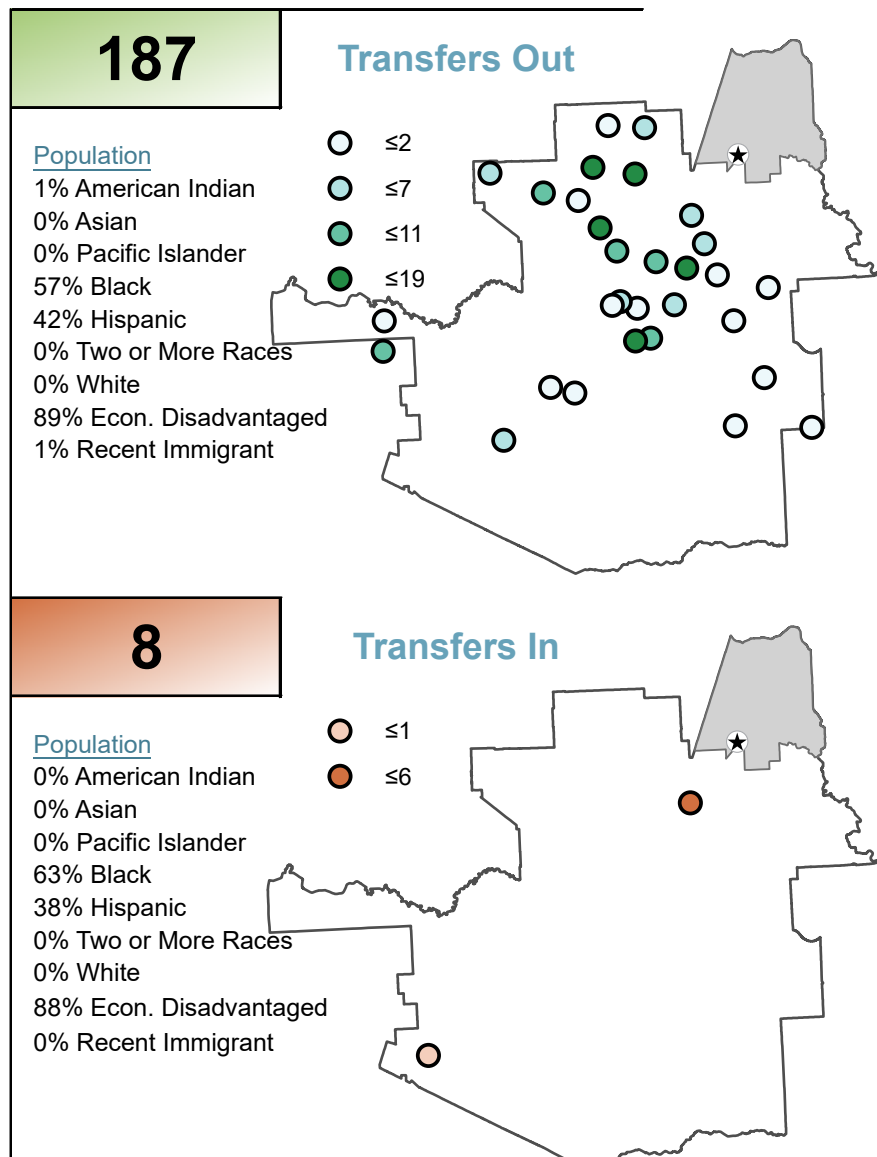 187
Transfers Out
Population
1% American Indian
0% Asian
0% Pacific Islander
57% Black
42% Hispanic
0% Two or More Races
0% White
89% Econ. Disadvantaged
1% Recent Immigrant
≤2
≤7
≤11
≤19
8
Transfers In
Population
0% American Indian
0% Asian
0% Pacific Islander
63% Black
38% Hispanic
0% Two or More Races
0% White
88% Econ. Disadvantaged
0% Recent Immigrant
≤1
≤6